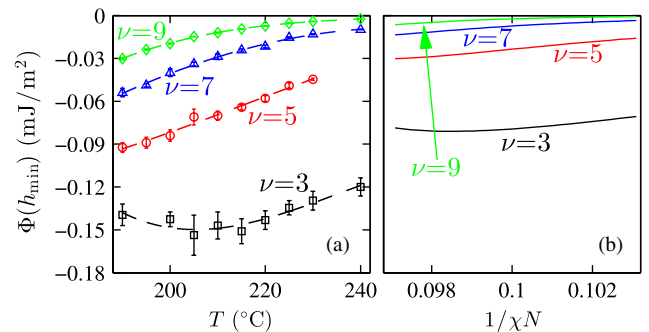 0
−0.03
−0.06
−0.09
−0.12
−0.15
−0.18
Φ(h_min) (mJ/m²)
ν=9
ν=7
ν=5
ν=3
(a)
200
220
240
T (°C)
ν=7
ν=5
ν=9
ν=3
(b)
0.098
0.1
0.102
1/χN